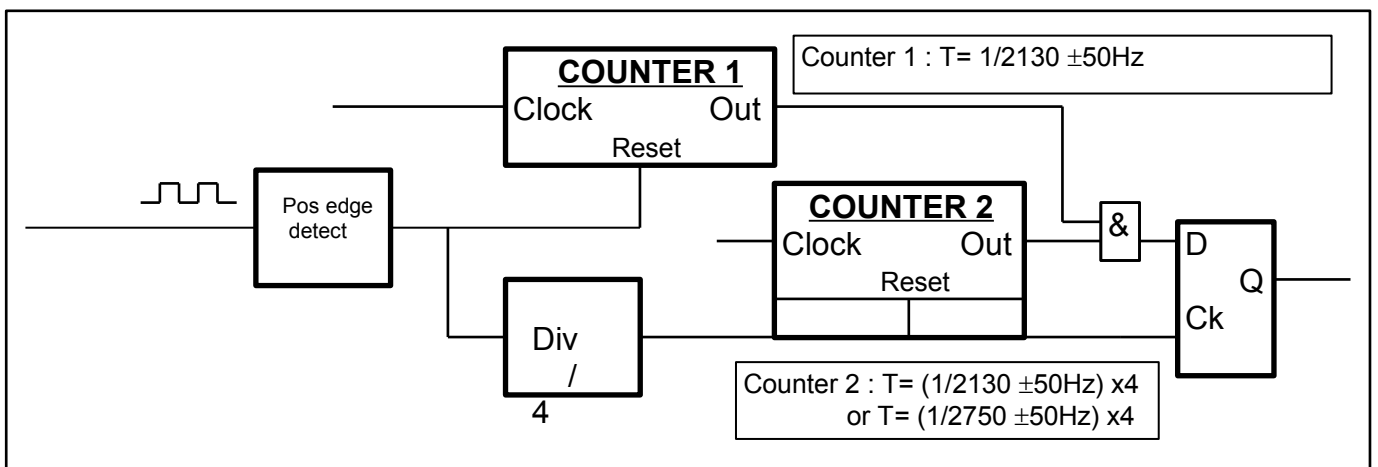 COUNTER 1
Clock Out
Reset
Counter 1 : T= 1/2130 ±50Hz
Pos edge
detect
COUNTER 2
Clock Out
Reset
&
D
Q
Ck
Div
/
4
Counter 2 : T= (1/2130 ±50Hz) x4
or T= (1/2750 ±50Hz) x4